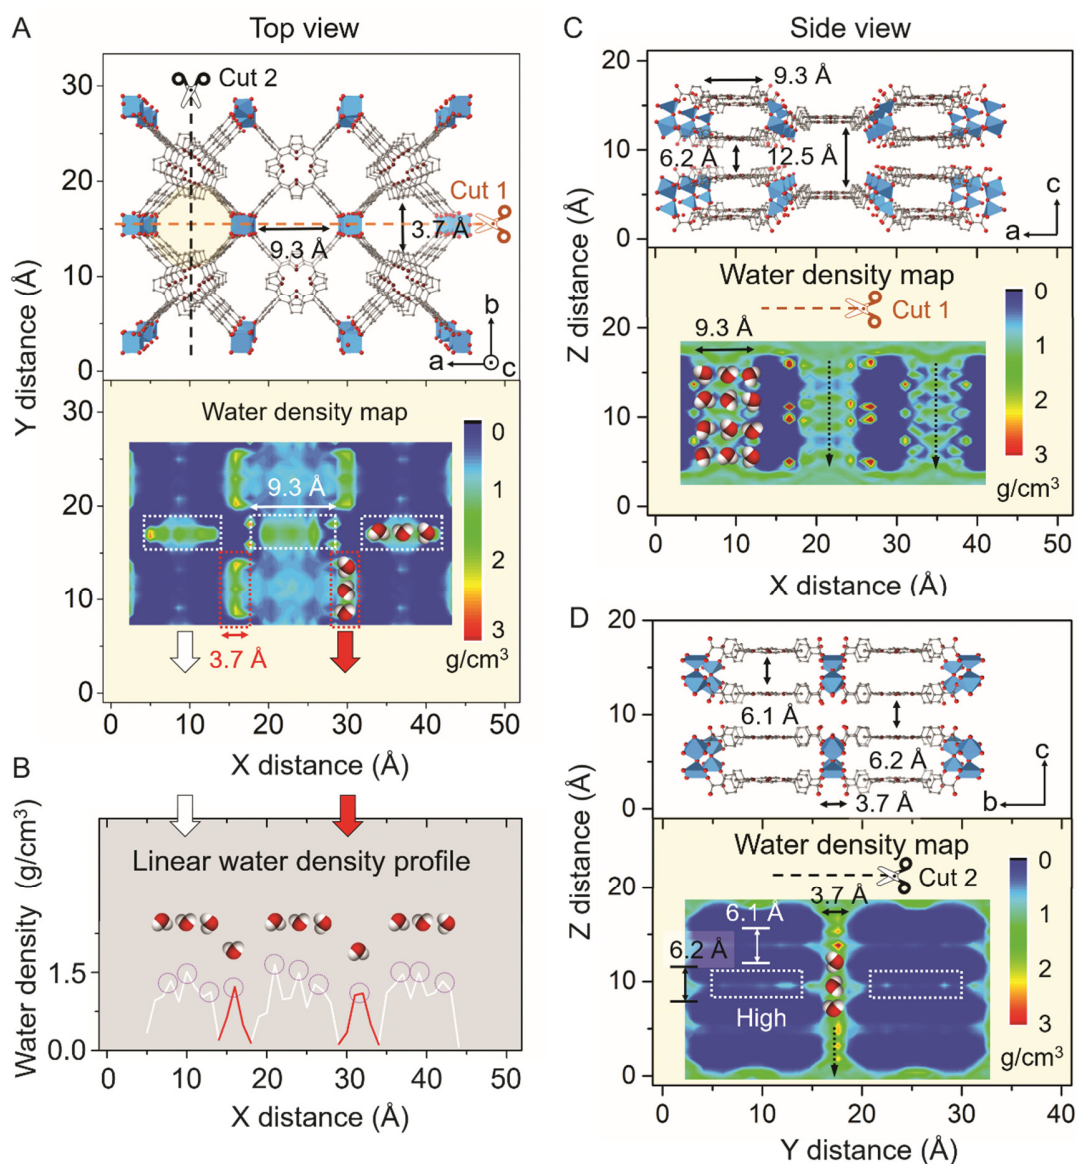 A
Top view
30
20
10
0
Y distance (Å)
Cut 2
Cut 1
3.7 Å
9.3 Å
b
a
c
Water density map
30
20
10
0
9.3 Å
3.7 Å
0
1
2
3
g/cm³
0 10 20 30 40 50
X distance (Å)
B
Water density (g/cm³)
1.5
0.0
Linear water density profile
0 10 20 30 40 50
X distance (Å)
C
Side view
20
10
0
Z distance (Å)
9.3 Å
6.2 Å
12.5 Å
c
a
Water density map
Cut 1
20
10
0
9.3 Å
0
1
2
3
g/cm³
0 10 20 30 40 50
X distance (Å)
D
20
10
0
Z distance (Å)
6.1 Å
6.2 Å
3.7 Å
c
b
Water density map
Cut 2
20
10
0
3.7 Å
6.1 Å
6.2 Å
High
0
1
2
3
g/cm³
0 10 20 30 40
Y distance (Å)